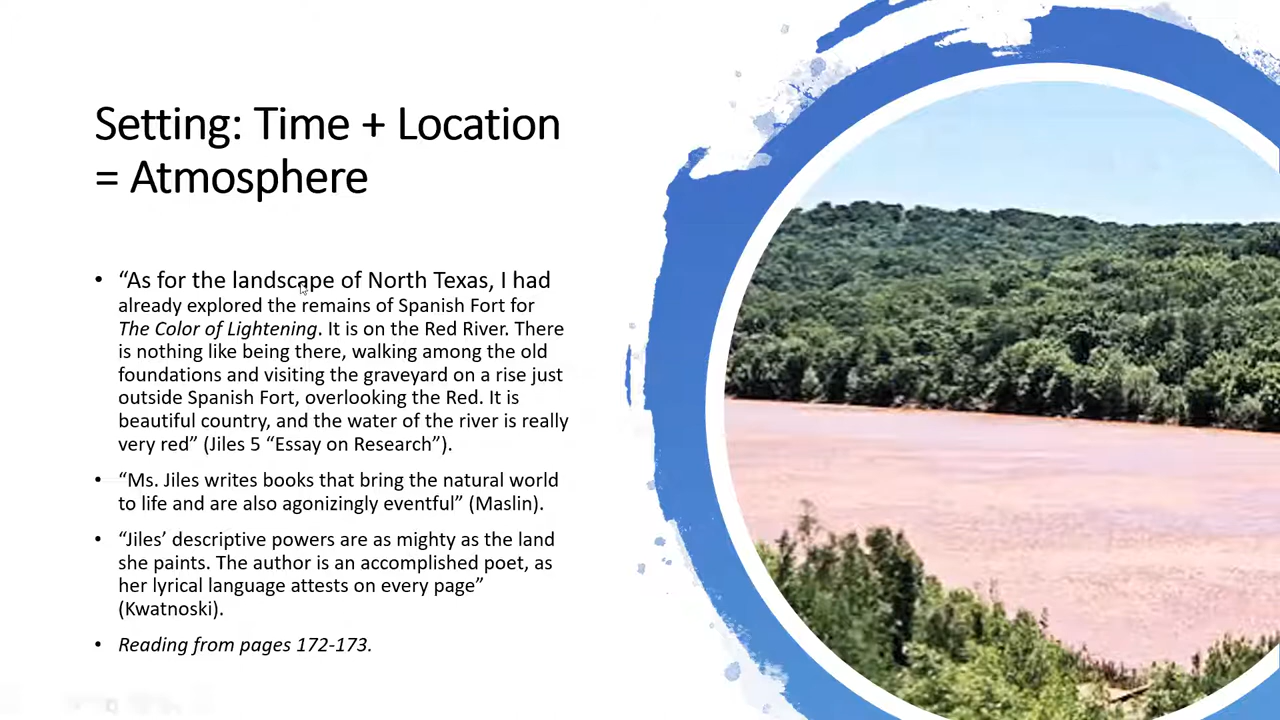 Setting: Time + Location
= Atmosphere
• “As for the landscape of North Texas, I had
already explored the remains of Spanish Fort for
The Color of Lightening. It is on the Red River. There
is nothing like being there, walking among the old
foundations and visiting the graveyard on a rise just
outside Spanish Fort, overlooking the Red. It is
beautiful country, and the water of the river is really
very red” (Jiles 5 “Essay on Research”).
• “Ms. Jiles writes books that bring the natural world
to life and are also agonizingly eventful” (Maslin).
• “Jiles’ descriptive powers are as mighty as the land
she paints. The author is an accomplished poet, as
her lyrical language attests on every page”
(Kwatnoski).
• Reading from pages 172-173.